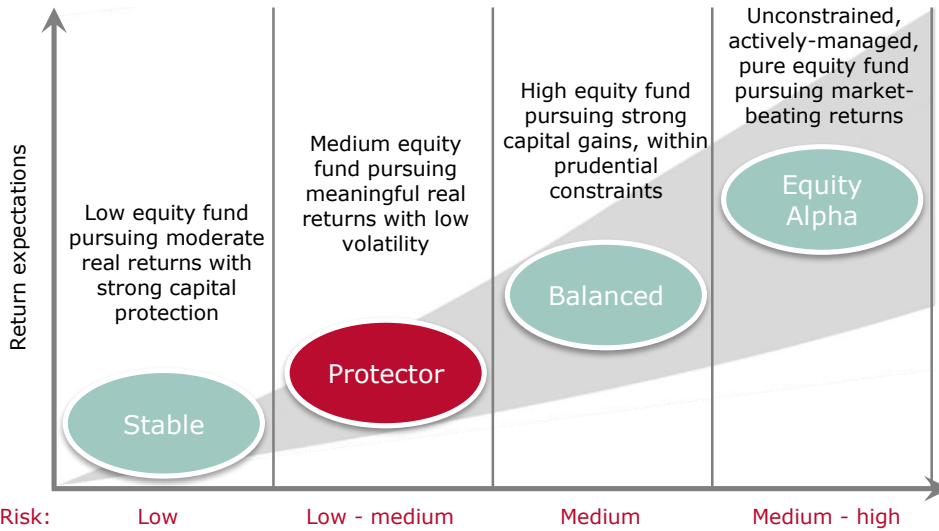 Return expectations
Low equity fund
pursuing moderate
real returns with
strong capital
protection
Stable
Medium equity
fund pursuing
meaningful real
returns with low
volatility
Protector
High equity fund
pursuing strong
capital gains, within
prudential
constraints
Balanced
Unconstrained,
actively-managed,
pure equity fund
pursuing market-
beating returns
Equity
Alpha
Risk:
Low
Low - medium
Medium
Medium - high